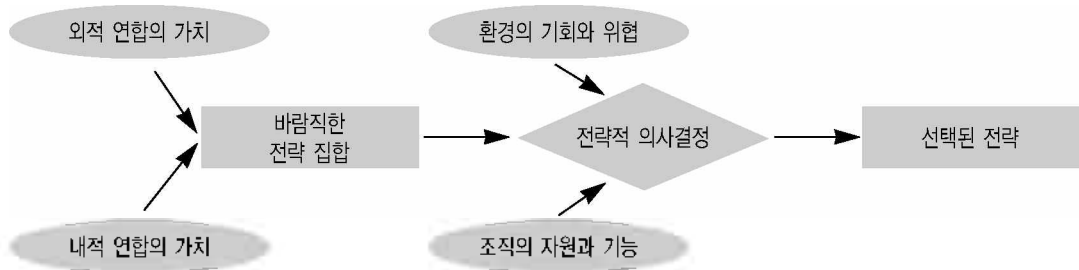 외적 연합의 가치
환경의 기회와 위협
바람직한
전략 집합
전략적 의사결정
선택된 전략
내적 연합의 가치
조직의 자원과 기능